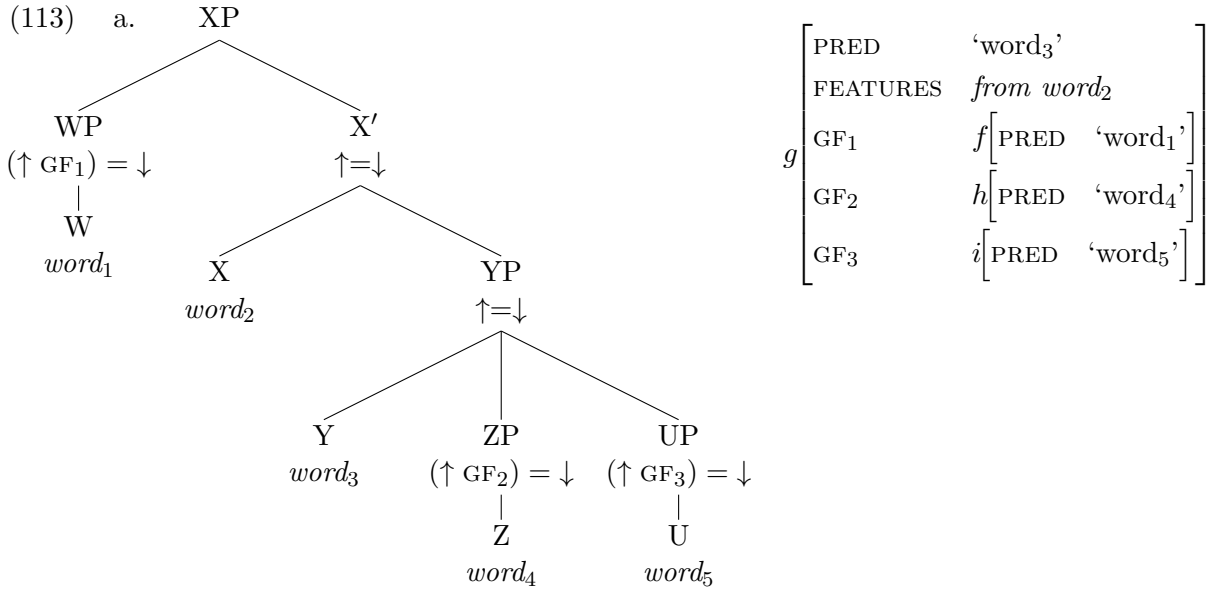 (113) a. XP
WP X′
(↑ GF₁) = ↓ ↑=↓
W
word₁ X YP
word₂ ↑=↓
Y ZP UP
word₃ (↑ GF₂) = ↓ (↑ GF₃) = ↓
Z U
word₄ word₅
g
PRED ‘word₃’
FEATURES from word₂
GF₁ f[PRED ‘word₁’]
GF₂ h[PRED ‘word₄’]
GF₃ i[PRED ‘word₅’]